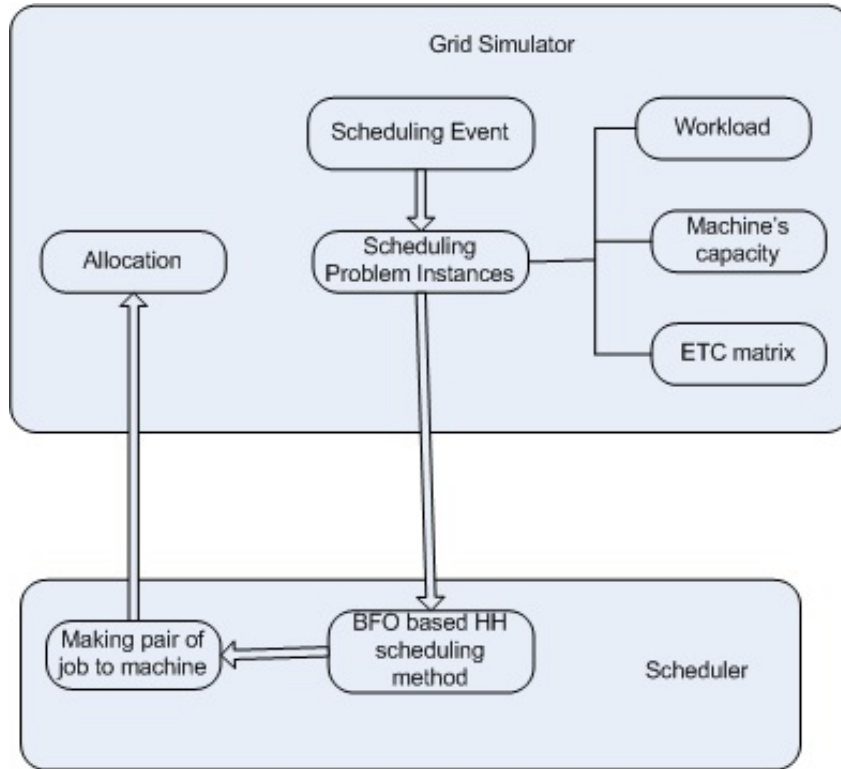 Grid Simulator
Scheduling Event
Workload
Allocation
Scheduling
Problem Instances
Machine’s
capacity
ETC matrix
Making pair of
job to machine
BFO based HH
scheduling
method
Scheduler